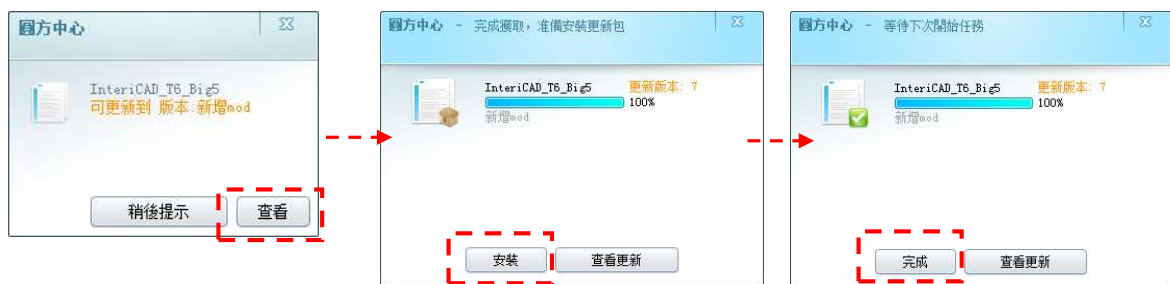 圓方中心
InteriCAD_T6_Big5
可更新到 版本:新增mod
稍後提示
查看
圓方中心 - 完成獲取，准備安裝更新包
InteriCAD_T6_Big5 更新版本: 7
100%
新增mod
安裝
查看更新
圓方中心 - 等待下次開始任務
InteriCAD_T6_Big5 更新版本: 7
100%
新增mod
完成
查看更新